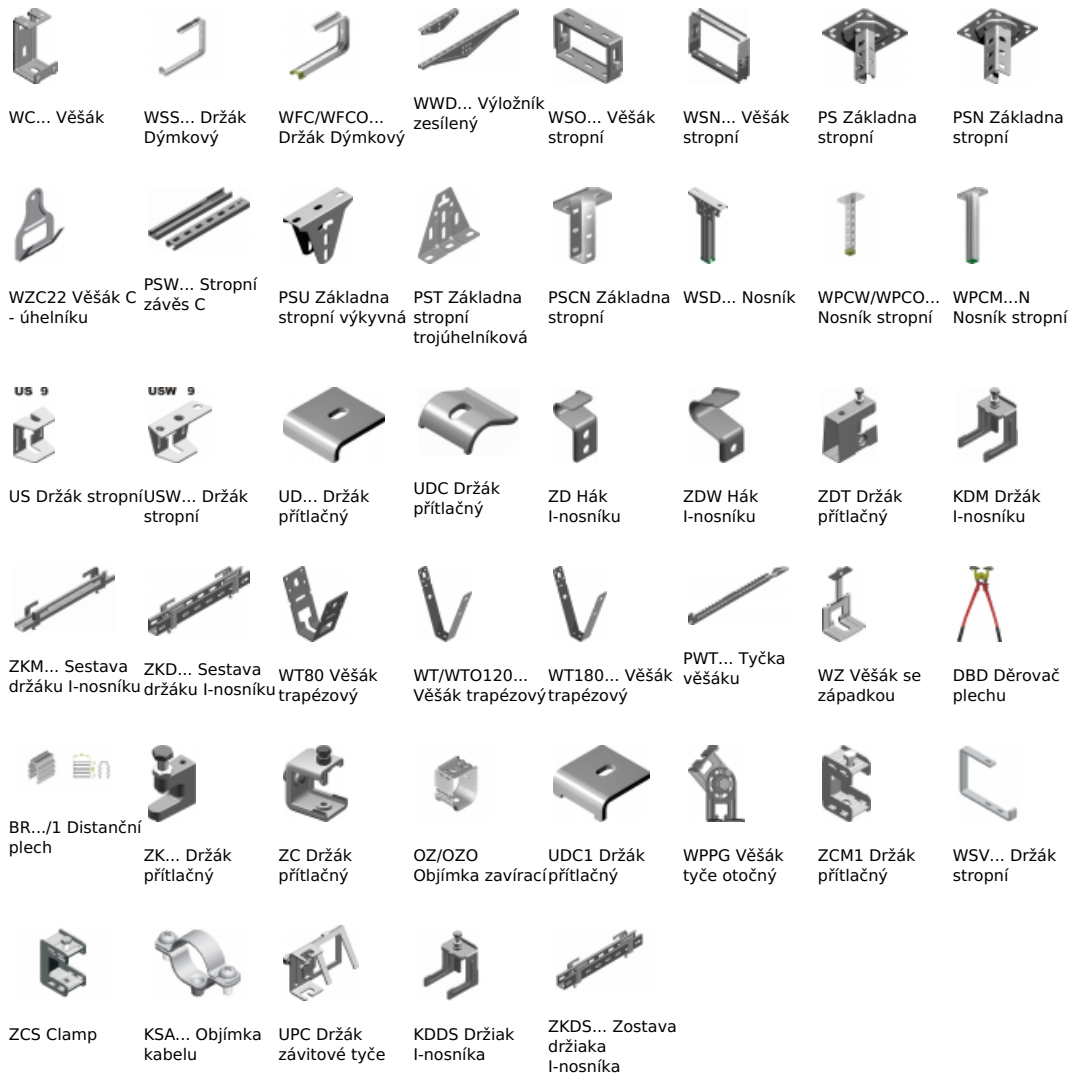 WC... Věšák
WSS... Držák
Dýmkový
WFC/WFCO...
Držák Dýmkový
WWD... Výložník
zesílený
WSO... Věšák
stropní
WSN... Věšák
stropní
PS Základna
stropní
PSN Základna
stropní
WZC22 Věšák C
- úhelníku
PSW... Stropní
závěs C
PSU Základna
stropní výkyvná
PST Základna
stropní
trojúhelníková
PSCN Základna
stropní
WSD... Nosník
WPCW/WPCO...
Nosník stropní
WPCM...N
Nosník stropní
US 9
USW 9
US Držák stropní
USW... Držák
stropní
UD... Držák
přítlačný
UDC Držák
přítlačný
ZD Hák
I-nosníku
ZDW Hák
I-nosníku
ZDT Držák
přítlačný
KDM Držák
I-nosníku
ZKM... Sestava
držáku I-nosníku
ZKD... Sestava
držáku I-nosníku
WT80 Věšák
trapézový
WT/WTO120...
Věšák trapézový
WT180... Věšák
trapézový
PWT... Tyčka
věšáku
WZ Věšák se
západkou
DBD Děrovač
plechu
BR.../1 Distanční
plech
ZK... Držák
přítlačný
ZC Držák
přítlačný
OZ/OZO
Objímka zavírací
UDC1 Držák
přítlačný
WPPG Věšák
tyče otočný
ZCM1 Držák
přítlačný
WSV... Držák
stropní
ZCS Clamp
KSA... Objímka
kabelu
UPC Držák
závitové tyče
KDDS Držiak
I-nosníka
ZKDS... Zostava
držiaka
I-nosníka